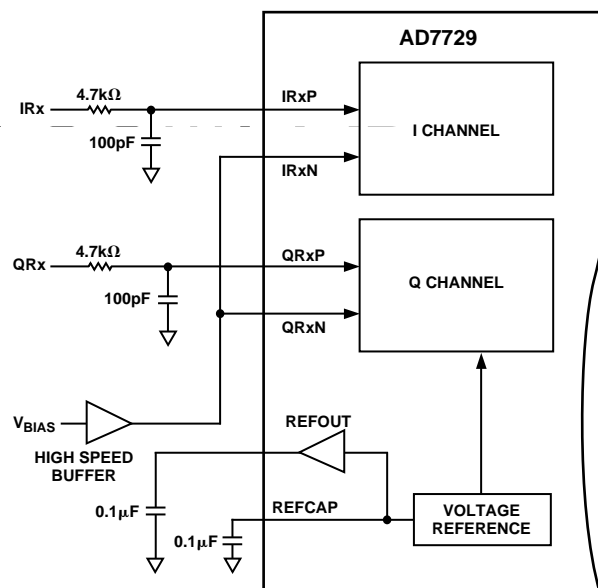 AD7729
IRx
4.7kΩ
100pF
IRxP
IRxN
I CHANNEL
QRx
4.7kΩ
100pF
QRxP
QRxN
Q CHANNEL
VBIAS
HIGH SPEED
BUFFER
REFOUT
0.1μF
REFCAP
0.1μF
VOLTAGE
REFERENCE